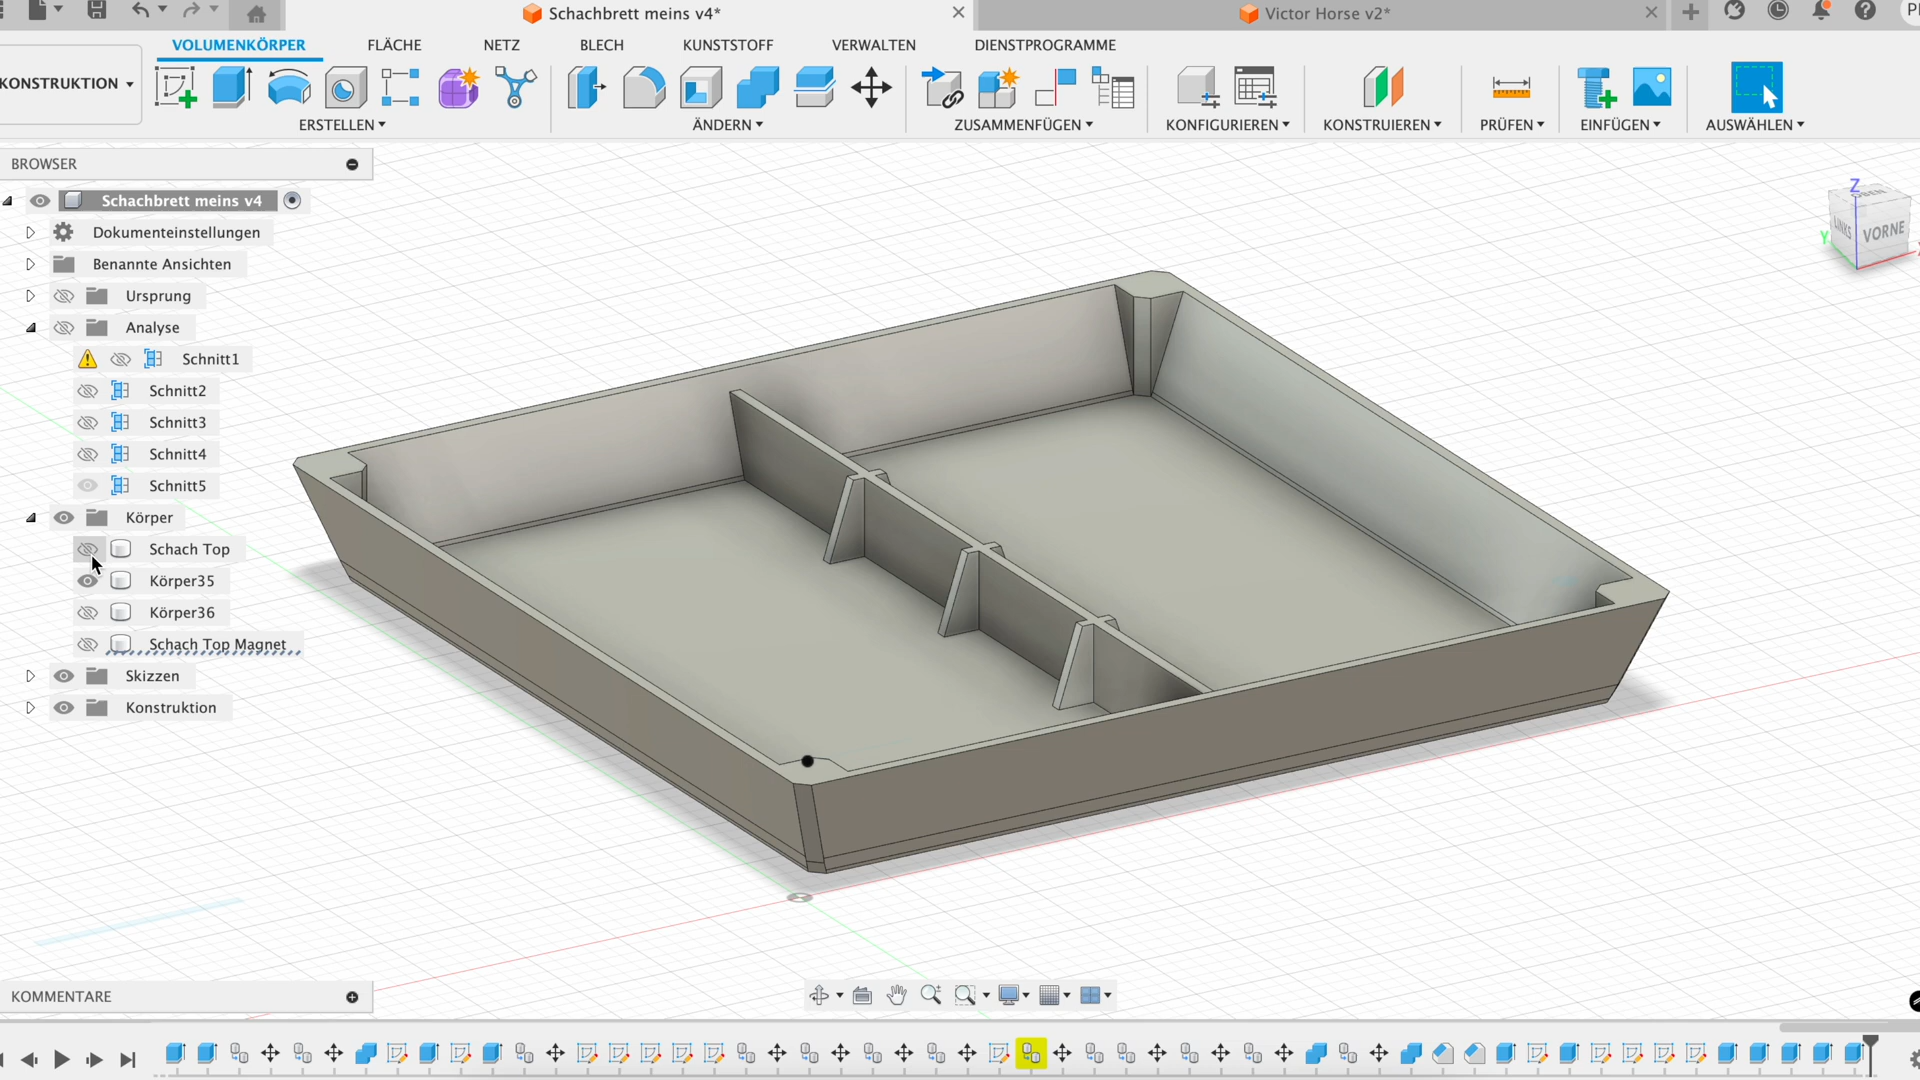 Schachbrett meins v4*
Victor Horse v2*
VOLUMENKÖRPER FLÄCHE NETZ BLECH KUNSTSTOFF VERWALTEN DIENSTPROGRAMME
KONSTRUKTION
ERSTELLEN ÄNDERN ZUSAMMENFÜGEN KONFIGURIEREN KONSTRUIEREN PRÜFEN EINFÜGEN AUSWÄHLEN
BROWSER
Schachbrett meins v4
Dokumenteinstellungen
Benannte Ansichten
Ursprung
Analyse
Schnitt1
Schnitt2
Schnitt3
Schnitt4
Schnitt5
Körper
Schach Top
Körper35
Körper36
Schach Top Magnet
Skizzen
Konstruktion
Z
OBEN
LINKS
VORNE
Y
KOMMENTARE